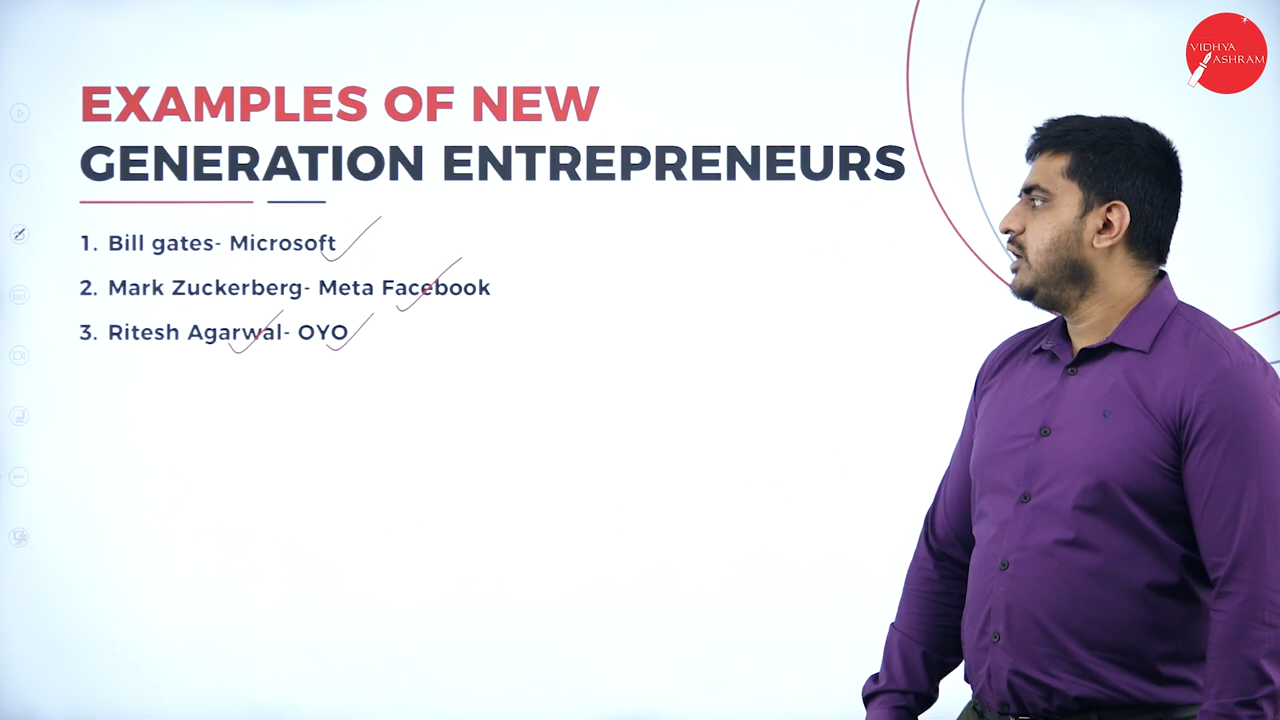 VIDHYA
ASHRAM
EXAMPLES OF NEW
GENERATION ENTREPRENEURS
1. Bill gates- Microsoft
2. Mark Zuckerberg- Meta Facebook
3. Ritesh Agarwal- OYO